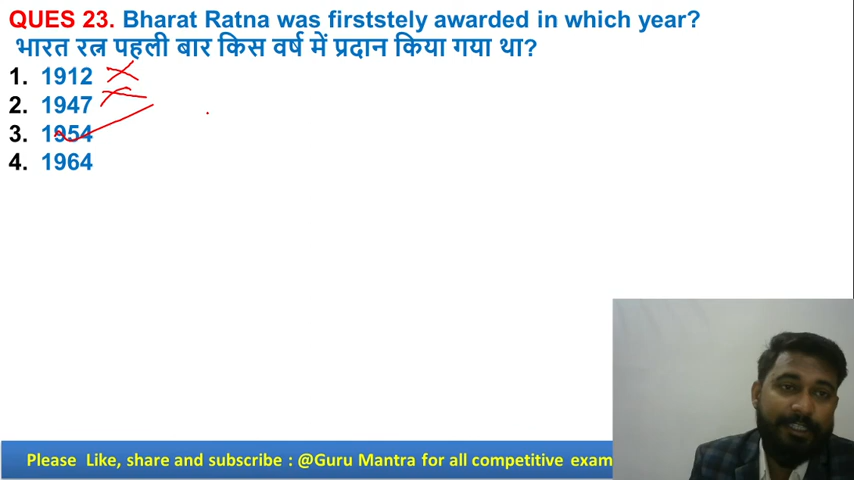 QUES 23. Bharat Ratna was firststely awarded in which year?
भारत रत्न पहली बार किस वर्ष में प्रदान किया गया था?
1. 1912
2. 1947
3. 1954
4. 1964
Please Like, share and subscribe : @Guru Mantra for all competitive exam